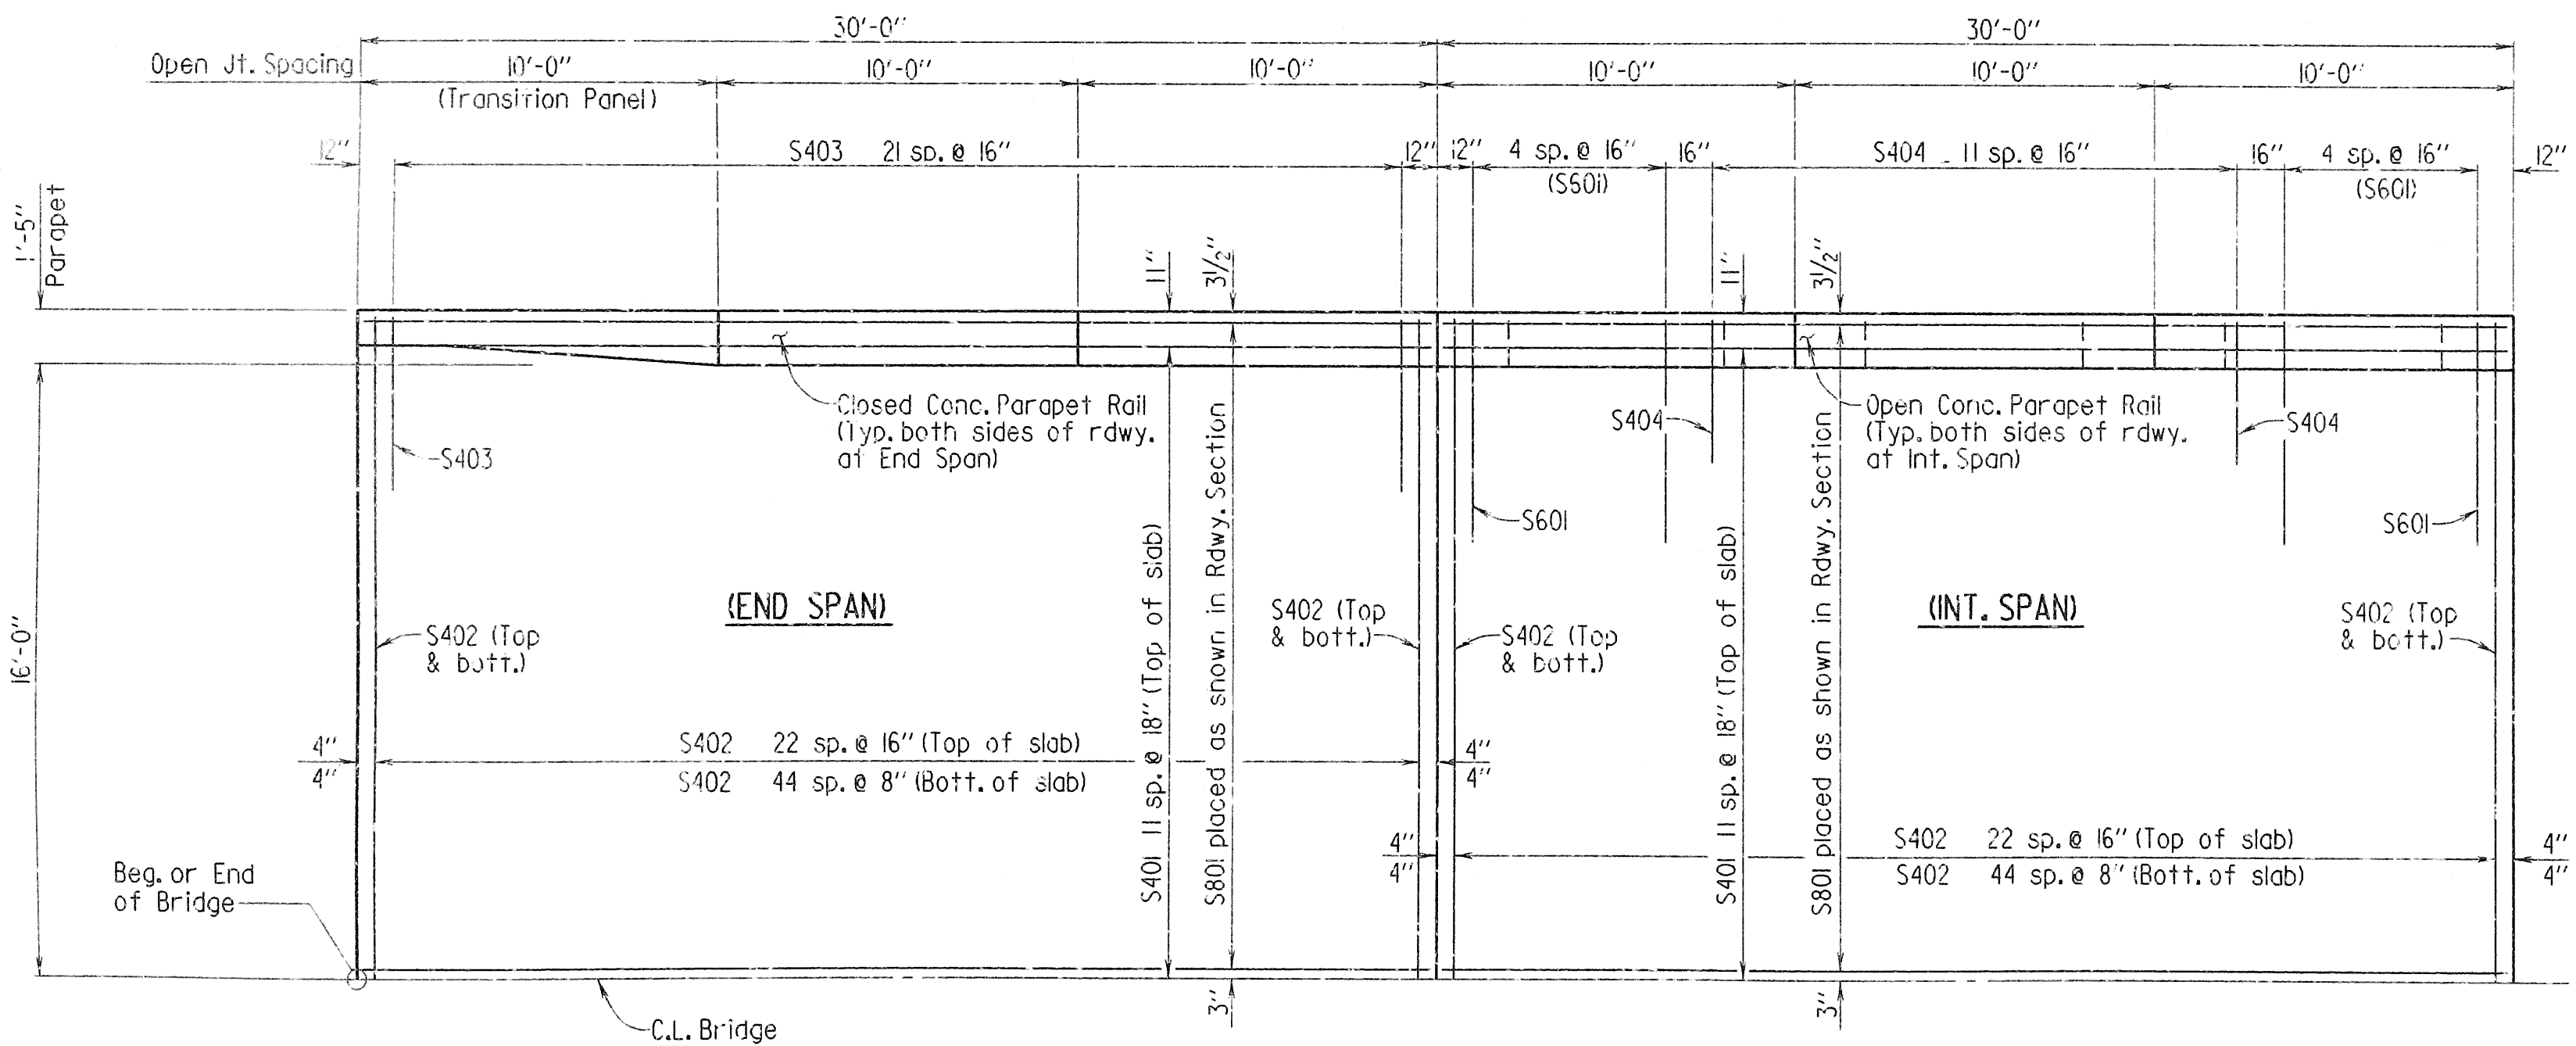 30'-0" 30'-0"
Open Jt. Spacing 10'-0" 10'-0" 10'-0" 10'-0" 10'-0" 10'-0"
(Transition Panel)
12" S403 21 sp. @ 16" 12" 12" 4 sp. @ 16" 16" S404 11 sp. @ 16" 16" 4 sp. @ 16" 12"
(S601) (S601)
1'-5"
Parapet
11" 3½" 11" 3½"
Closed Conc. Parapet Rail
(Typ. both sides of rdwy.
at End Span)
Open Conc. Parapet Rail
(Typ. both sides of rdwy.
at Int. Span)
S403
S404
S404
S601
S601
S401 11 sp. @ 18" (Top of slab)
S801 placed as shown in Rdwy. Section
S401 11 sp. @ 18" (Top of slab)
S801 placed as shown in Rdwy. Section
(END SPAN)
(INT. SPAN)
16'-0"
S402 (Top
& bott.)
S402 (Top
& bott.)
S402 (Top
& bott.)
S402 (Top
& bott.)
4" S402 22 sp. @ 16" (Top of slab) 4"
4" S402 44 sp. @ 8" (Bott. of slab) 4"
4" S402 22 sp. @ 16" (Top of slab) 4"
4" S402 44 sp. @ 8" (Bott. of slab) 4"
Beg. or End
of Bridge
3" 3"
C.L. Bridge